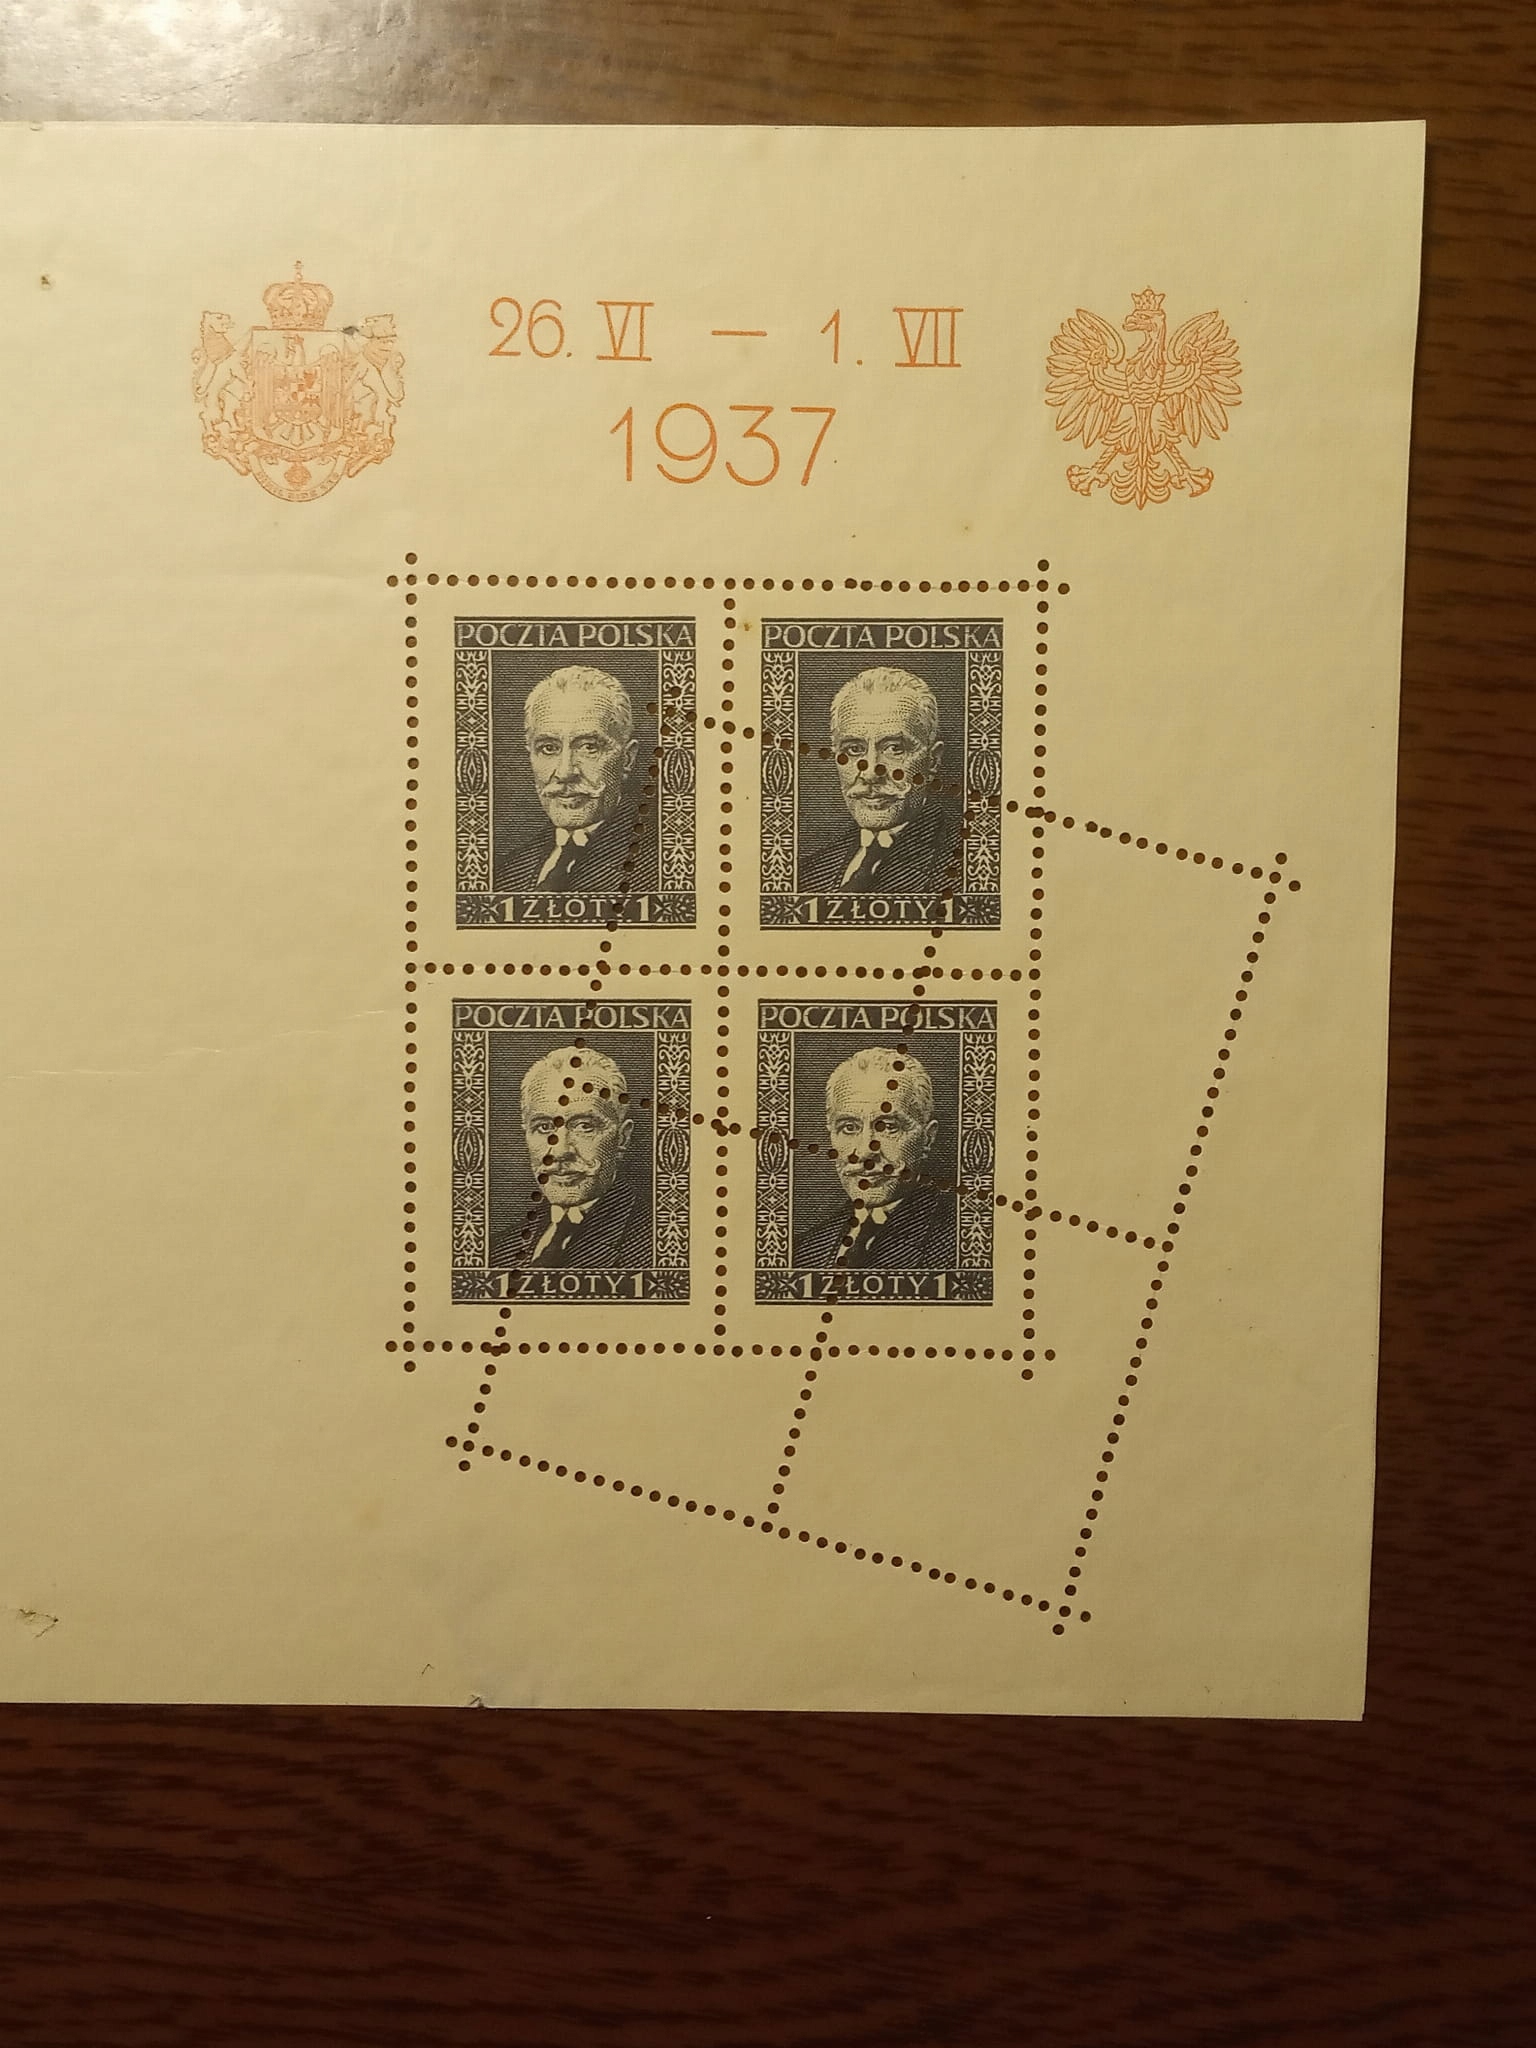 26. VI — 1. VII
1937
POCZTA POLSKA
1 ZŁOTY 1
POCZTA POLSKA
1 ZŁOTY 1
POCZTA POLSKA
1 ZŁOTY 1
POCZTA POLSKA
1 ZŁOTY 1